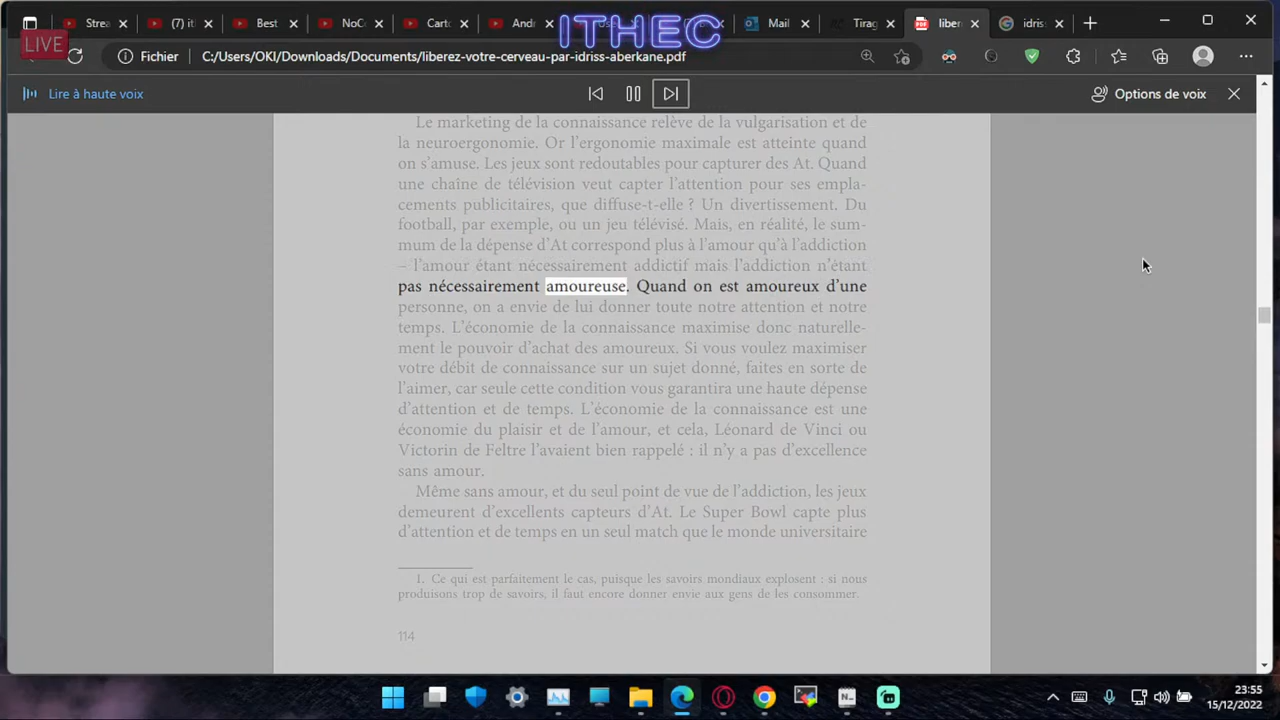 Strea
(7) it
Best
NoC
Carto
Andr
Mail
Tirag
liber
idris
ITHEC
LIVE
Fichier C:/Users/OKI/Downloads/Documents/liberez-votre-cerveau-par-idriss-aberkane.pdf
Lire à haute voix
Options de voix
Le marketing de la connaissance relève de la vulgarisation et de
la neuroergonomie. Or l’ergonomie maximale est atteinte quand
on s’amuse. Les jeux sont redoutables pour capturer des At. Quand
une chaîne de télévision veut capter l’attention pour ses empla-
cements publicitaires, que diffuse-t-elle ? Un divertissement. Du
football, par exemple, ou un jeu télévisé. Mais, en réalité, le sum-
mum de la dépense d’At correspond plus à l’amour qu’à l’addiction
– l’amour étant nécessairement addictif mais l’addiction n’étant
pas nécessairement amoureuse. Quand on est amoureux d’une
personne, on a envie de lui donner toute notre attention et notre
temps. L’économie de la connaissance maximise donc naturelle-
ment le pouvoir d’achat des amoureux. Si vous voulez maximiser
votre débit de connaissance sur un sujet donné, faites en sorte de
l’aimer, car seule cette condition vous garantira une haute dépense
d’attention et de temps. L’économie de la connaissance est une
économie du plaisir et de l’amour, et cela, Léonard de Vinci ou
Victorin de Feltre l’avaient bien rappelé : il n’y a pas d’excellence
sans amour.
Même sans amour, et du seul point de vue de l’addiction, les jeux
demeurent d’excellents capteurs d’At. Le Super Bowl capte plus
d’attention et de temps en un seul match que le monde universitaire
1. Ce qui est parfaitement le cas, puisque les savoirs mondiaux explosent : si nous
produisons trop de savoirs, il faut encore donner envie aux gens de les consommer.
114
23:55
15/12/2022